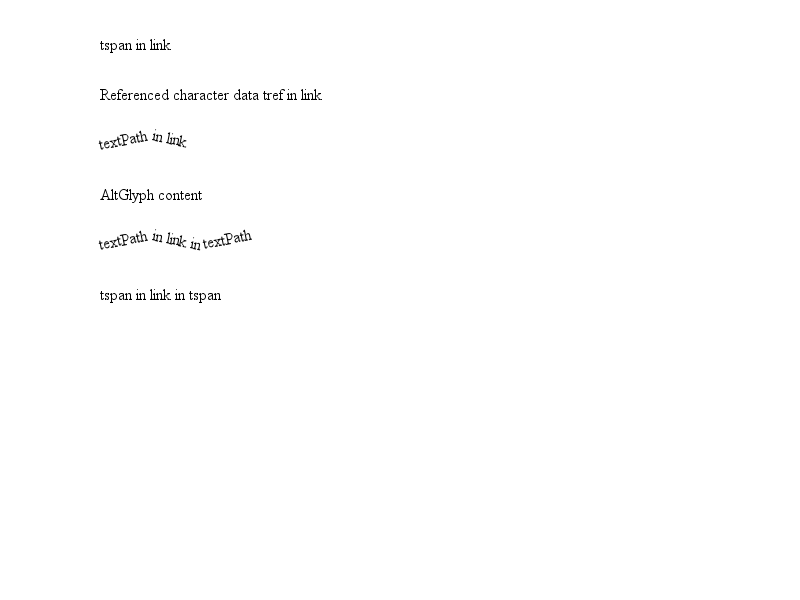 tspan in link
Referenced character data tref in link
textPath in link
AltGlyph content
textPath in link in textPath
tspan in link in tspan